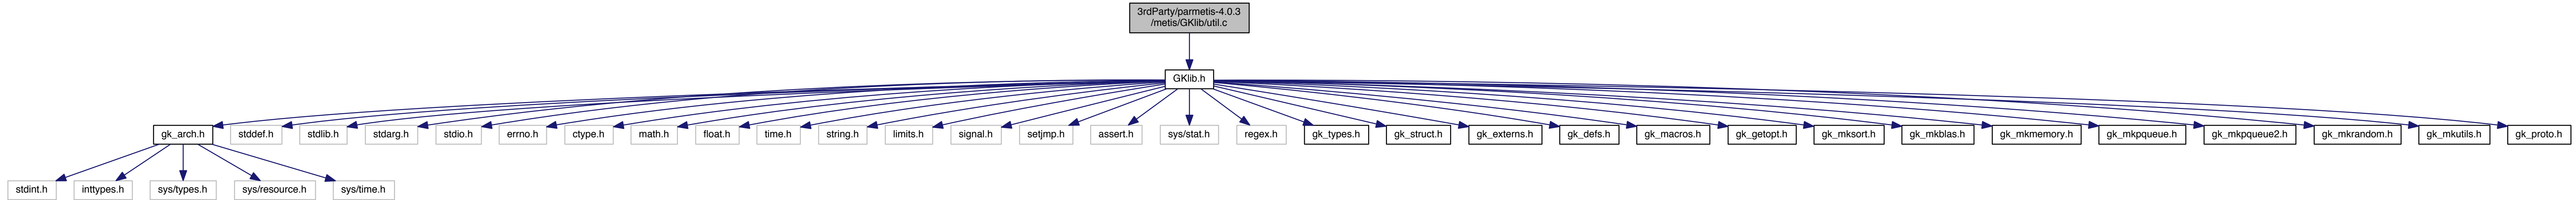 3rdParty/parmetis-4.0.3
/metis/GKlib/util.c
GKlib.h
gk_arch.h
stddef.h
stdlib.h
stdarg.h
stdio.h
errno.h
ctype.h
math.h
float.h
time.h
string.h
limits.h
signal.h
setjmp.h
assert.h
sys/stat.h
regex.h
gk_types.h
gk_struct.h
gk_externs.h
gk_defs.h
gk_macros.h
gk_getopt.h
gk_mksort.h
gk_mkblas.h
gk_mkmemory.h
gk_mkpqueue.h
gk_mkpqueue2.h
gk_mkrandom.h
gk_mkutils.h
gk_proto.h
stdint.h
inttypes.h
sys/types.h
sys/resource.h
sys/time.h